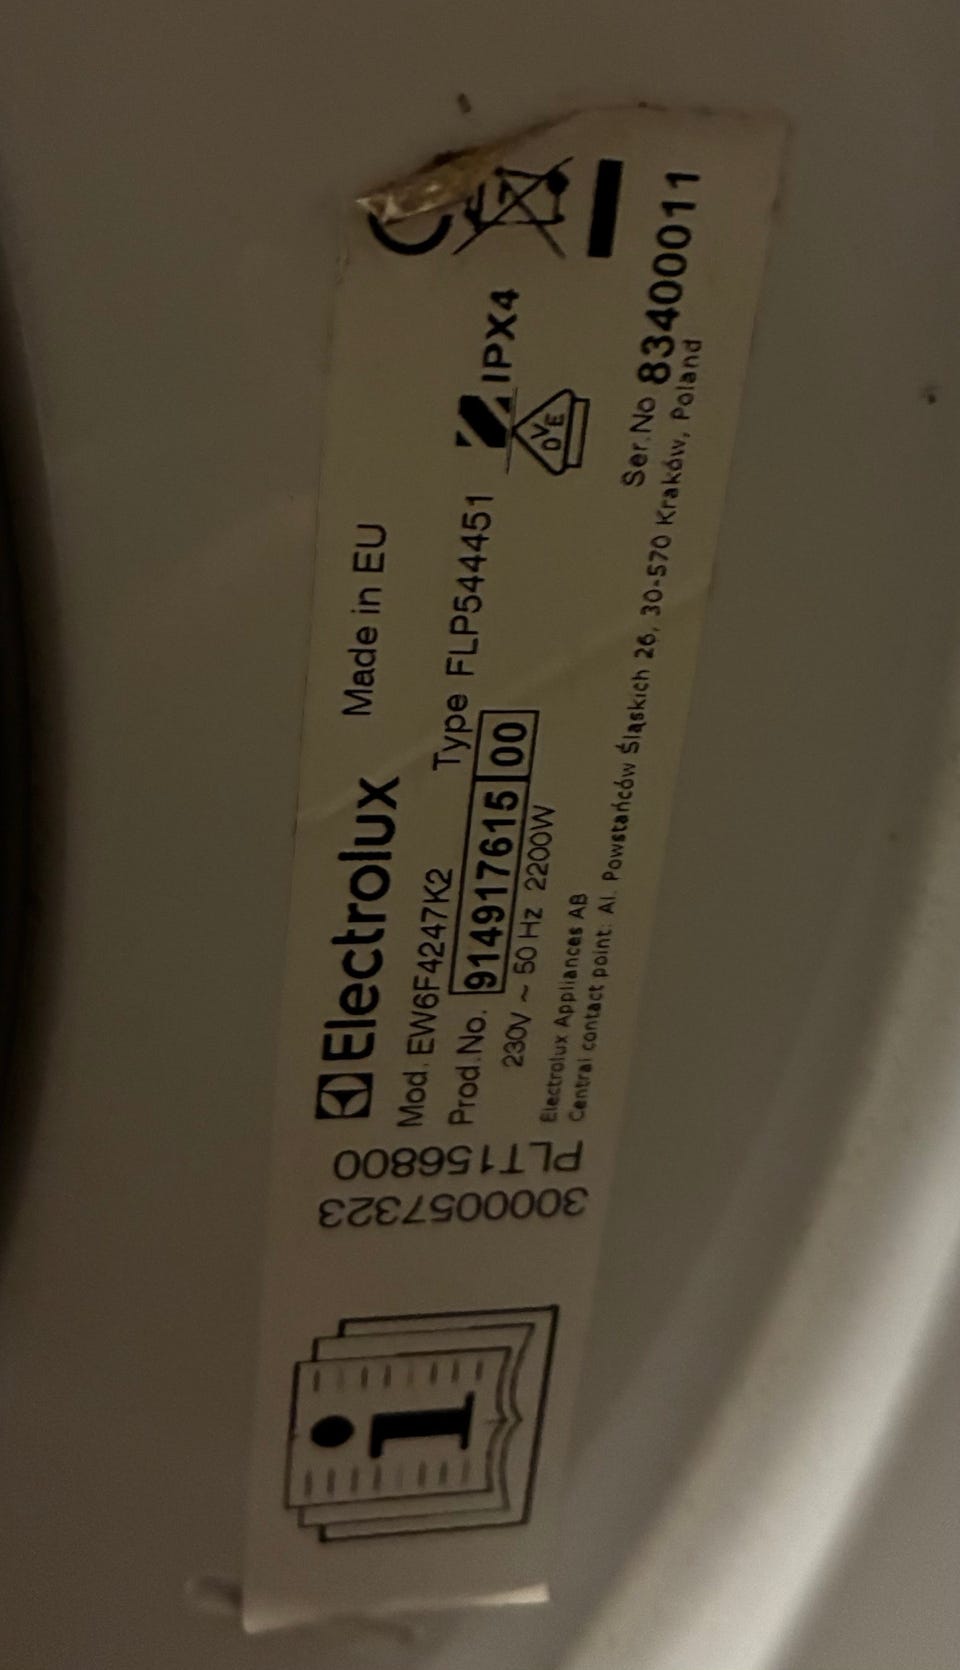 Electrolux Made in EU
Mod. EW6F4247K2
Type FLP544451
Prod.No. 914917615 00
230V ~ 50 Hz 2200W
IPX4
DVE
Electrolux Appliances AB
Central contact point: Al. Powstańców Śląskich 26, 30-570 Kraków, Poland
Ser.No 83400011
PLT156800
3000057323
i